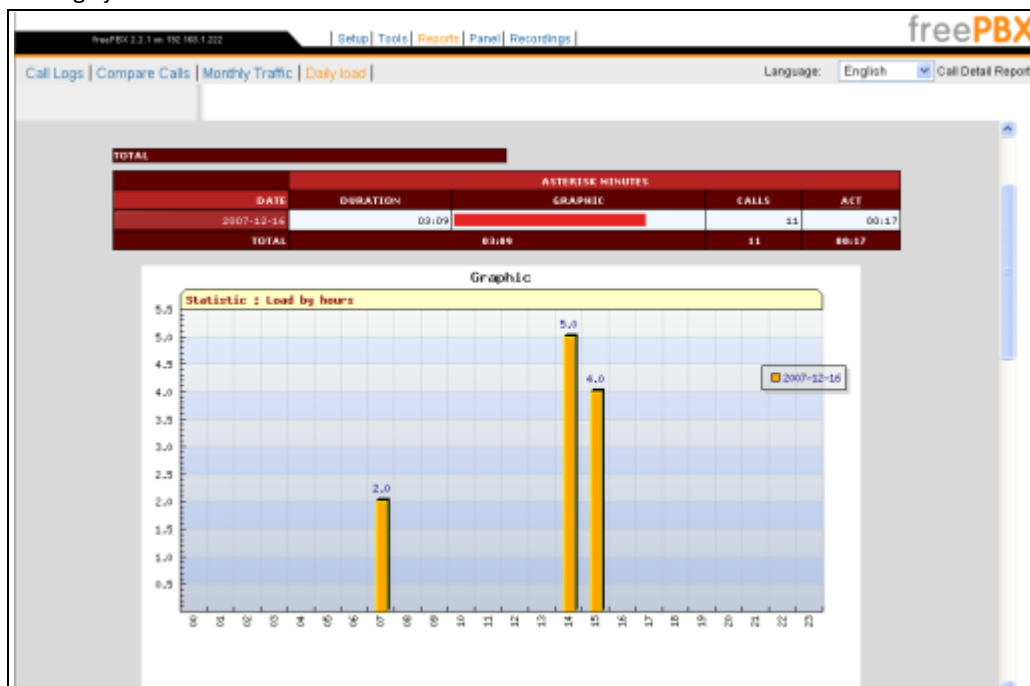 freePBX 2.2.1 on 192.168.1.222
Setup | Tools | Reports | Panel | Recordings |
freePBX
Call Logs | Compare Calls | Monthly Traffic | Daily load |
Language: English Call Detail Report
TOTAL
ASTERISK MINUTES
DATE DURATION GRAPHIC CALLS ACT
2007-12-16 03:09 11 00:17
TOTAL 03:09 11 00:17
Graphic
Statistic : Load by hours
5.5
5.0
4.5
4.0
3.5
3.0
2.5
2.0
1.5
1.0
0.5
2.0
5.0
4.0
2007-12-16
00 01 02 03 04 05 06 07 08 09 10 11 12 13 14 15 16 17 18 19 20 21 22 23